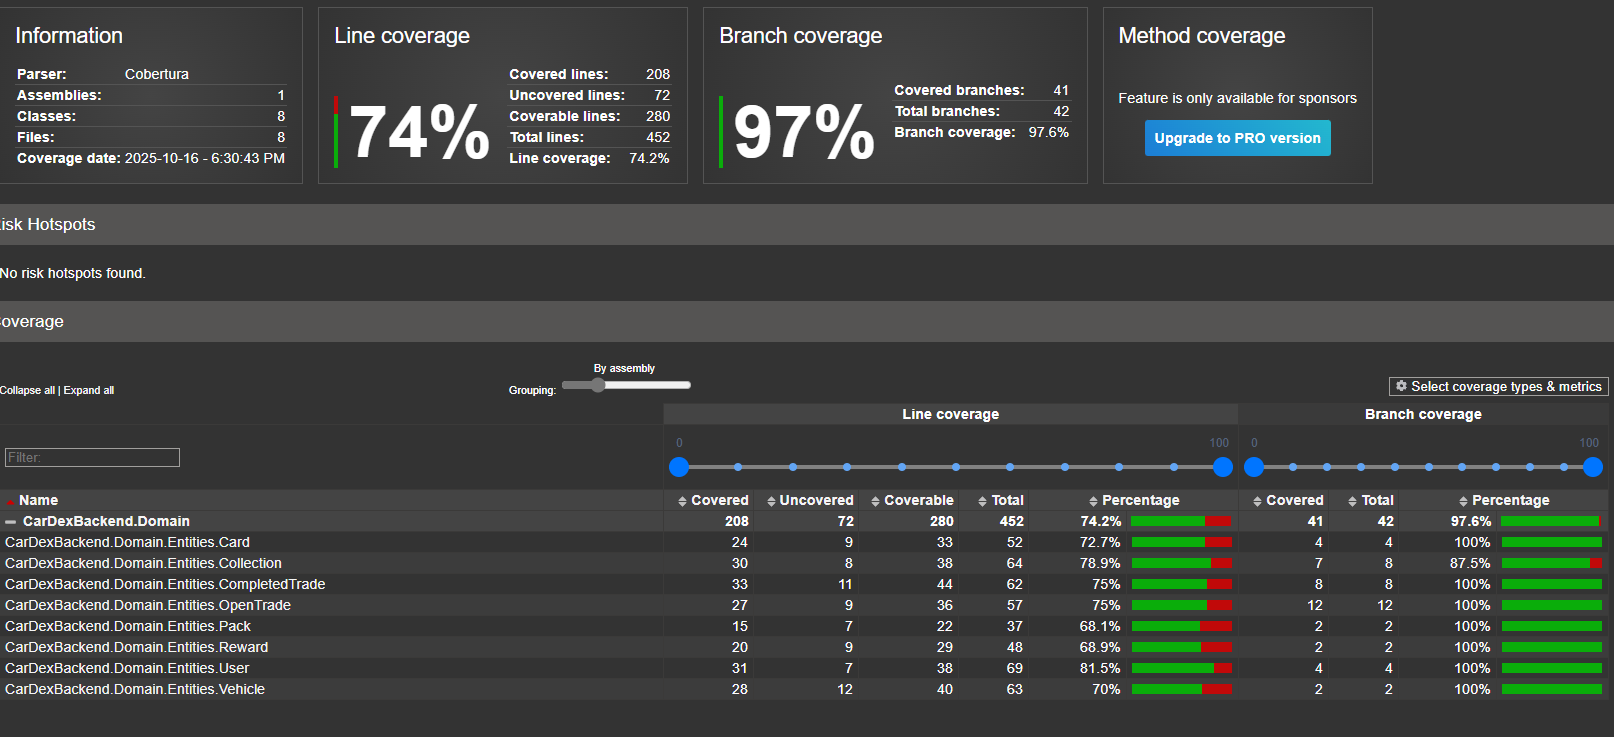 Information
Parser: Cobertura
Assemblies: 1
Classes: 8
Files: 8
Coverage date: 2025-10-16 - 6:30:43 PM
Line coverage
74%
Covered lines: 208
Uncovered lines: 72
Coverable lines: 280
Total lines: 452
Line coverage: 74.2%
Branch coverage
97%
Covered branches: 41
Total branches: 42
Branch coverage: 97.6%
Method coverage
Feature is only available for sponsors
Upgrade to PRO version
isk Hotspots
No risk hotspots found.
overage
Collapse all | Expand all
Grouping:
By assembly
Select coverage types & metrics
Line coverage Branch coverage
0 100 0 100
Filter:
Name Covered Uncovered Coverable Total Percentage Covered Total Percentage
CarDexBackend.Domain 208 72 280 452 74.2% 41 42 97.6%
CarDexBackend.Domain.Entities.Card 24 9 33 52 72.7% 4 4 100%
CarDexBackend.Domain.Entities.Collection 30 8 38 64 78.9% 7 8 87.5%
CarDexBackend.Domain.Entities.CompletedTrade 33 11 44 62 75% 8 8 100%
CarDexBackend.Domain.Entities.OpenTrade 27 9 36 57 75% 12 12 100%
CarDexBackend.Domain.Entities.Pack 15 7 22 37 68.1% 2 2 100%
CarDexBackend.Domain.Entities.Reward 20 9 29 48 68.9% 2 2 100%
CarDexBackend.Domain.Entities.User 31 7 38 69 81.5% 4 4 100%
CarDexBackend.Domain.Entities.Vehicle 28 12 40 63 70% 2 2 100%